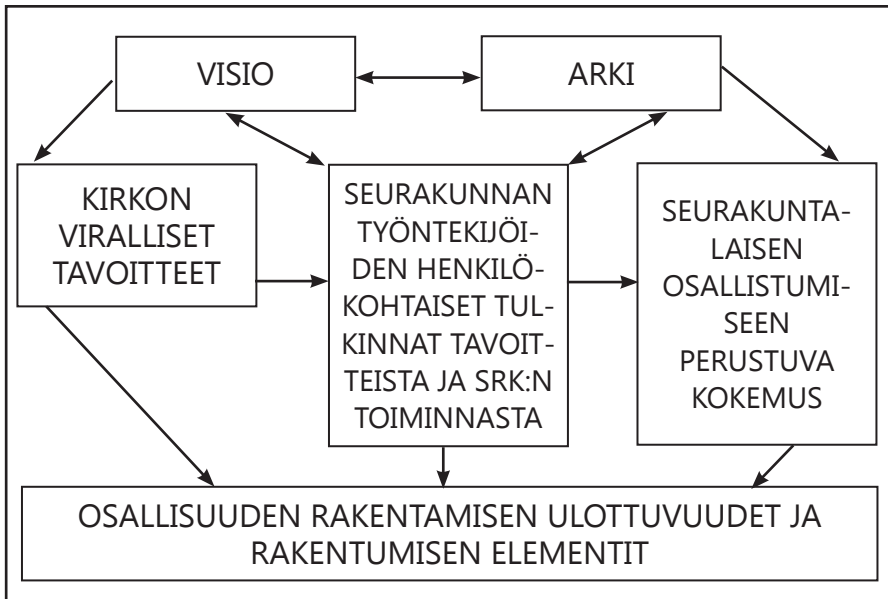 VISIO
ARKI
KIRKON
VIRALLISET
TAVOITTEET
SEURAKUNNAN
TYÖNTEKIJÖI-
DEN HENKILÖ-
KOHTAISET TUL-
KINNAT TAVOIT-
TEISTA JA SRK:N
TOIMINNASTA
SEURAKUNTA-
LAISEN
OSALLISTUMI-
SEEN
PERUSTUVA
KOKEMUS
OSALLISUUDEN RAKENTAMISEN ULOTTUVUUDET JA
RAKENTUMISEN ELEMENTIT